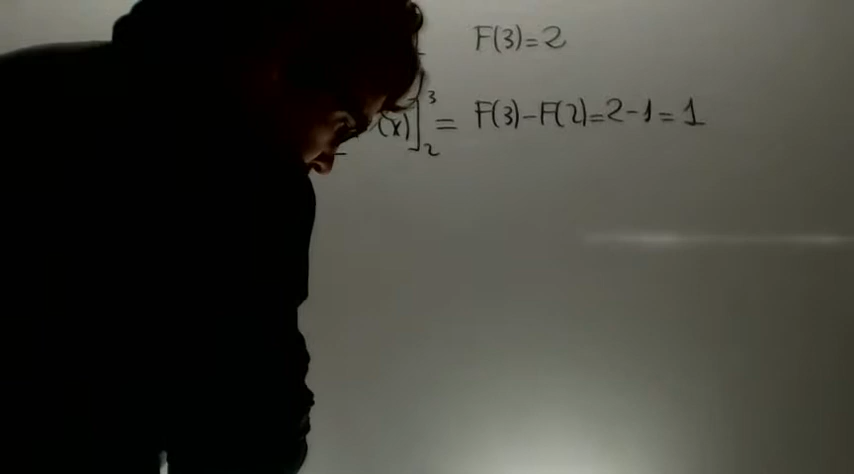 F(3)=2
(x)]₂³ = F(3)-F(2)=2-1=1